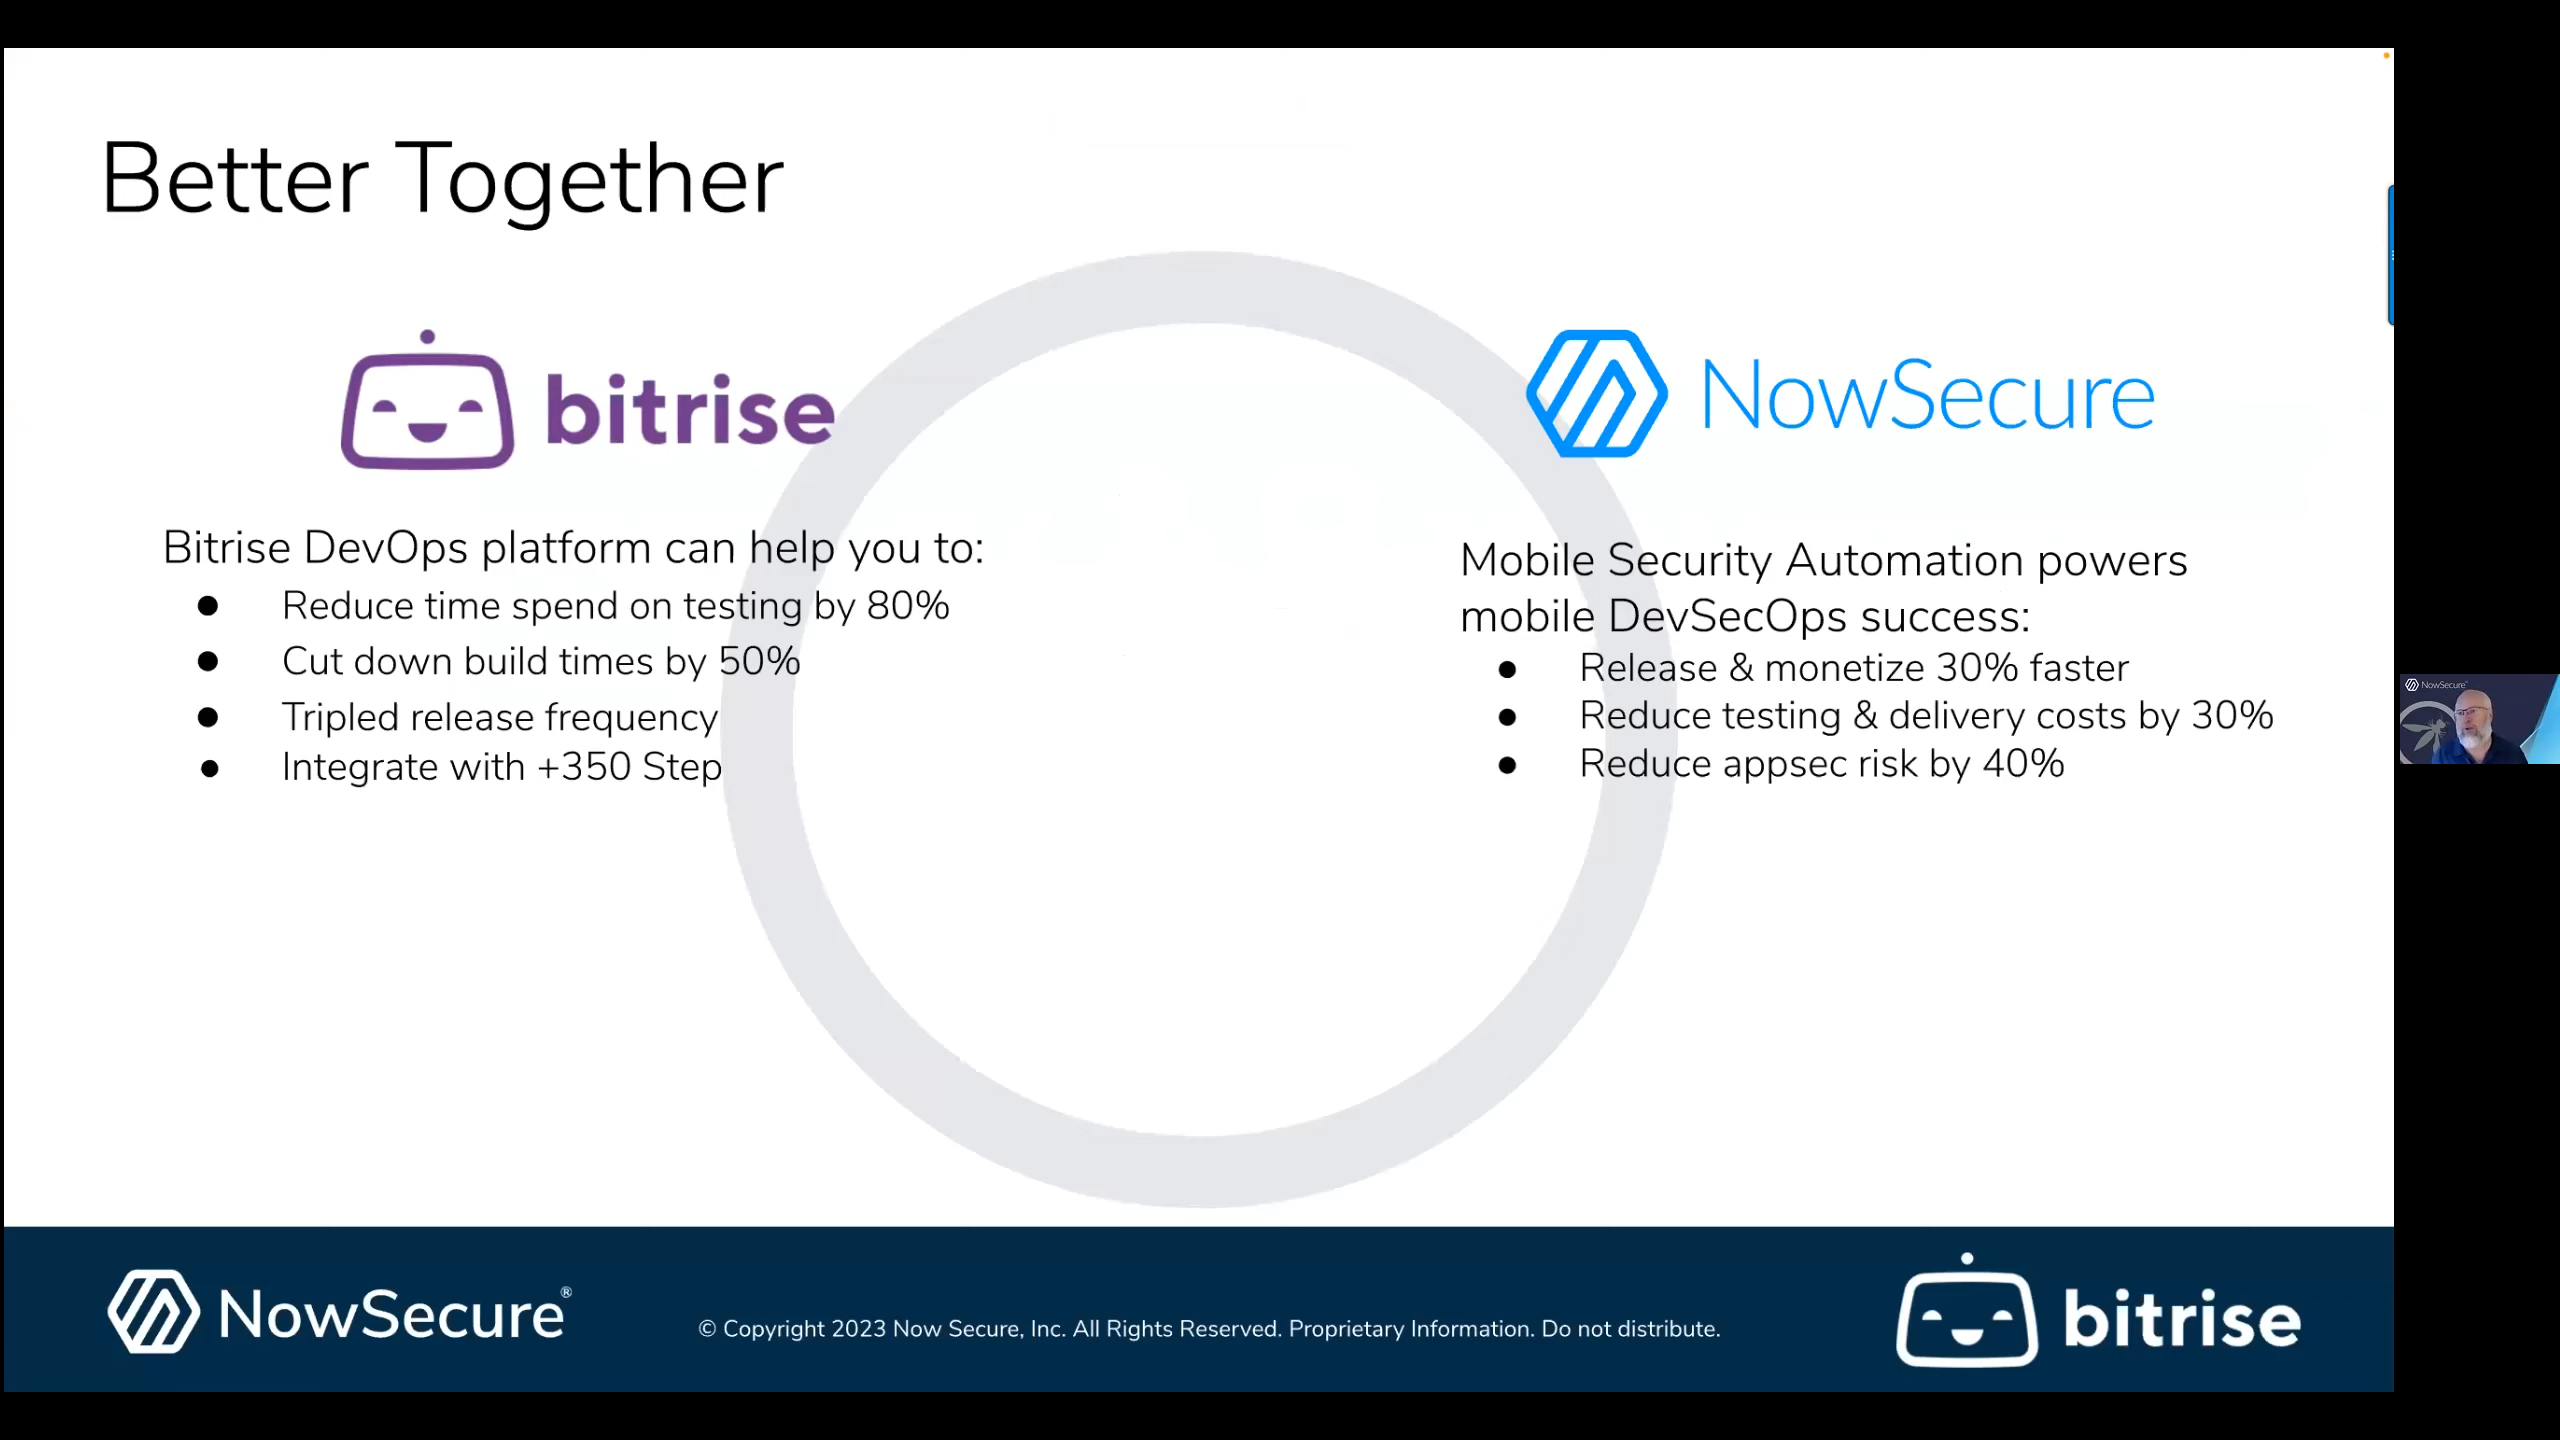 Better Together
bitrise
Bitrise DevOps platform can help you to:
● Reduce time spend on testing by 80%
● Cut down build times by 50%
● Tripled release frequency
● Integrate with +350 Step
NowSecure
Mobile Security Automation powers
mobile DevSecOps success:
● Release & monetize 30% faster
● Reduce testing & delivery costs by 30%
● Reduce appsec risk by 40%
NowSecure
NowSecure®
© Copyright 2023 Now Secure, Inc. All Rights Reserved. Proprietary Information. Do not distribute.
bitrise